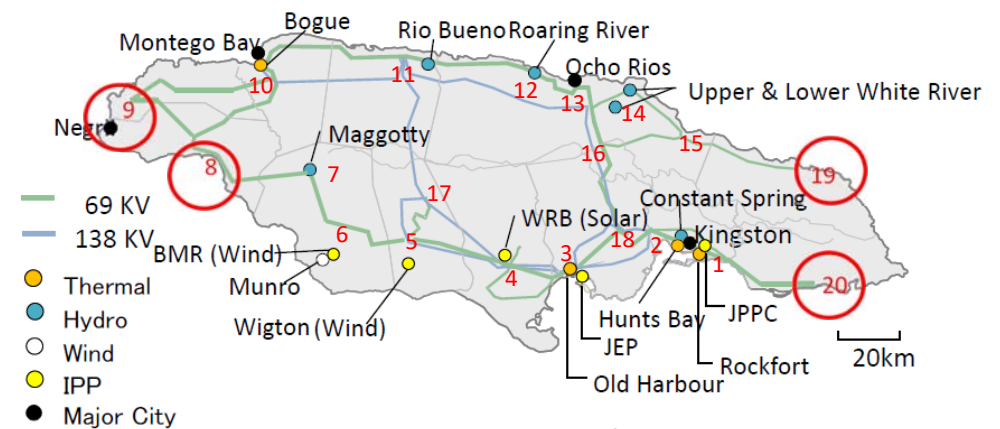 Bogue
Montego Bay
Rio Bueno
Roaring River
Ocho Rios
Upper & Lower White River
10
11
12
13
14
9
Negril
Maggotty
15
16
8
7
19
69 KV
17
Constant Spring
138 KV
WRB (Solar)
Kingston
6
5
18
2
BMR (Wind)
3
1
4
20
Thermal
Munro
Hydro
Wigton (Wind)
Hunts Bay
JPPC
JEP
Wind
20km
Rockfort
IPP
Old Harbour
Major City